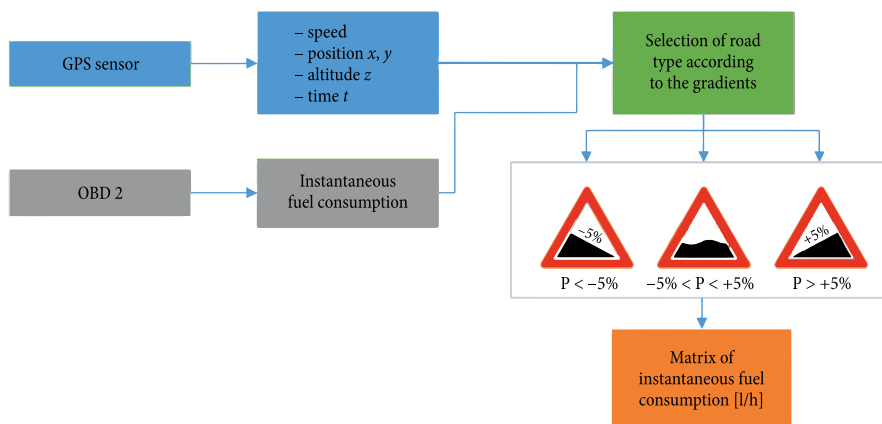 GPS sensor
– speed
– position x, y
– altitude z
– time t
Selection of road
type according
to the gradients
OBD 2
Instantaneous
fuel consumption
−5%
+5%
P < −5%
−5% < P < +5%
P > +5%
Matrix of
instantaneous fuel
consumption [l/h]